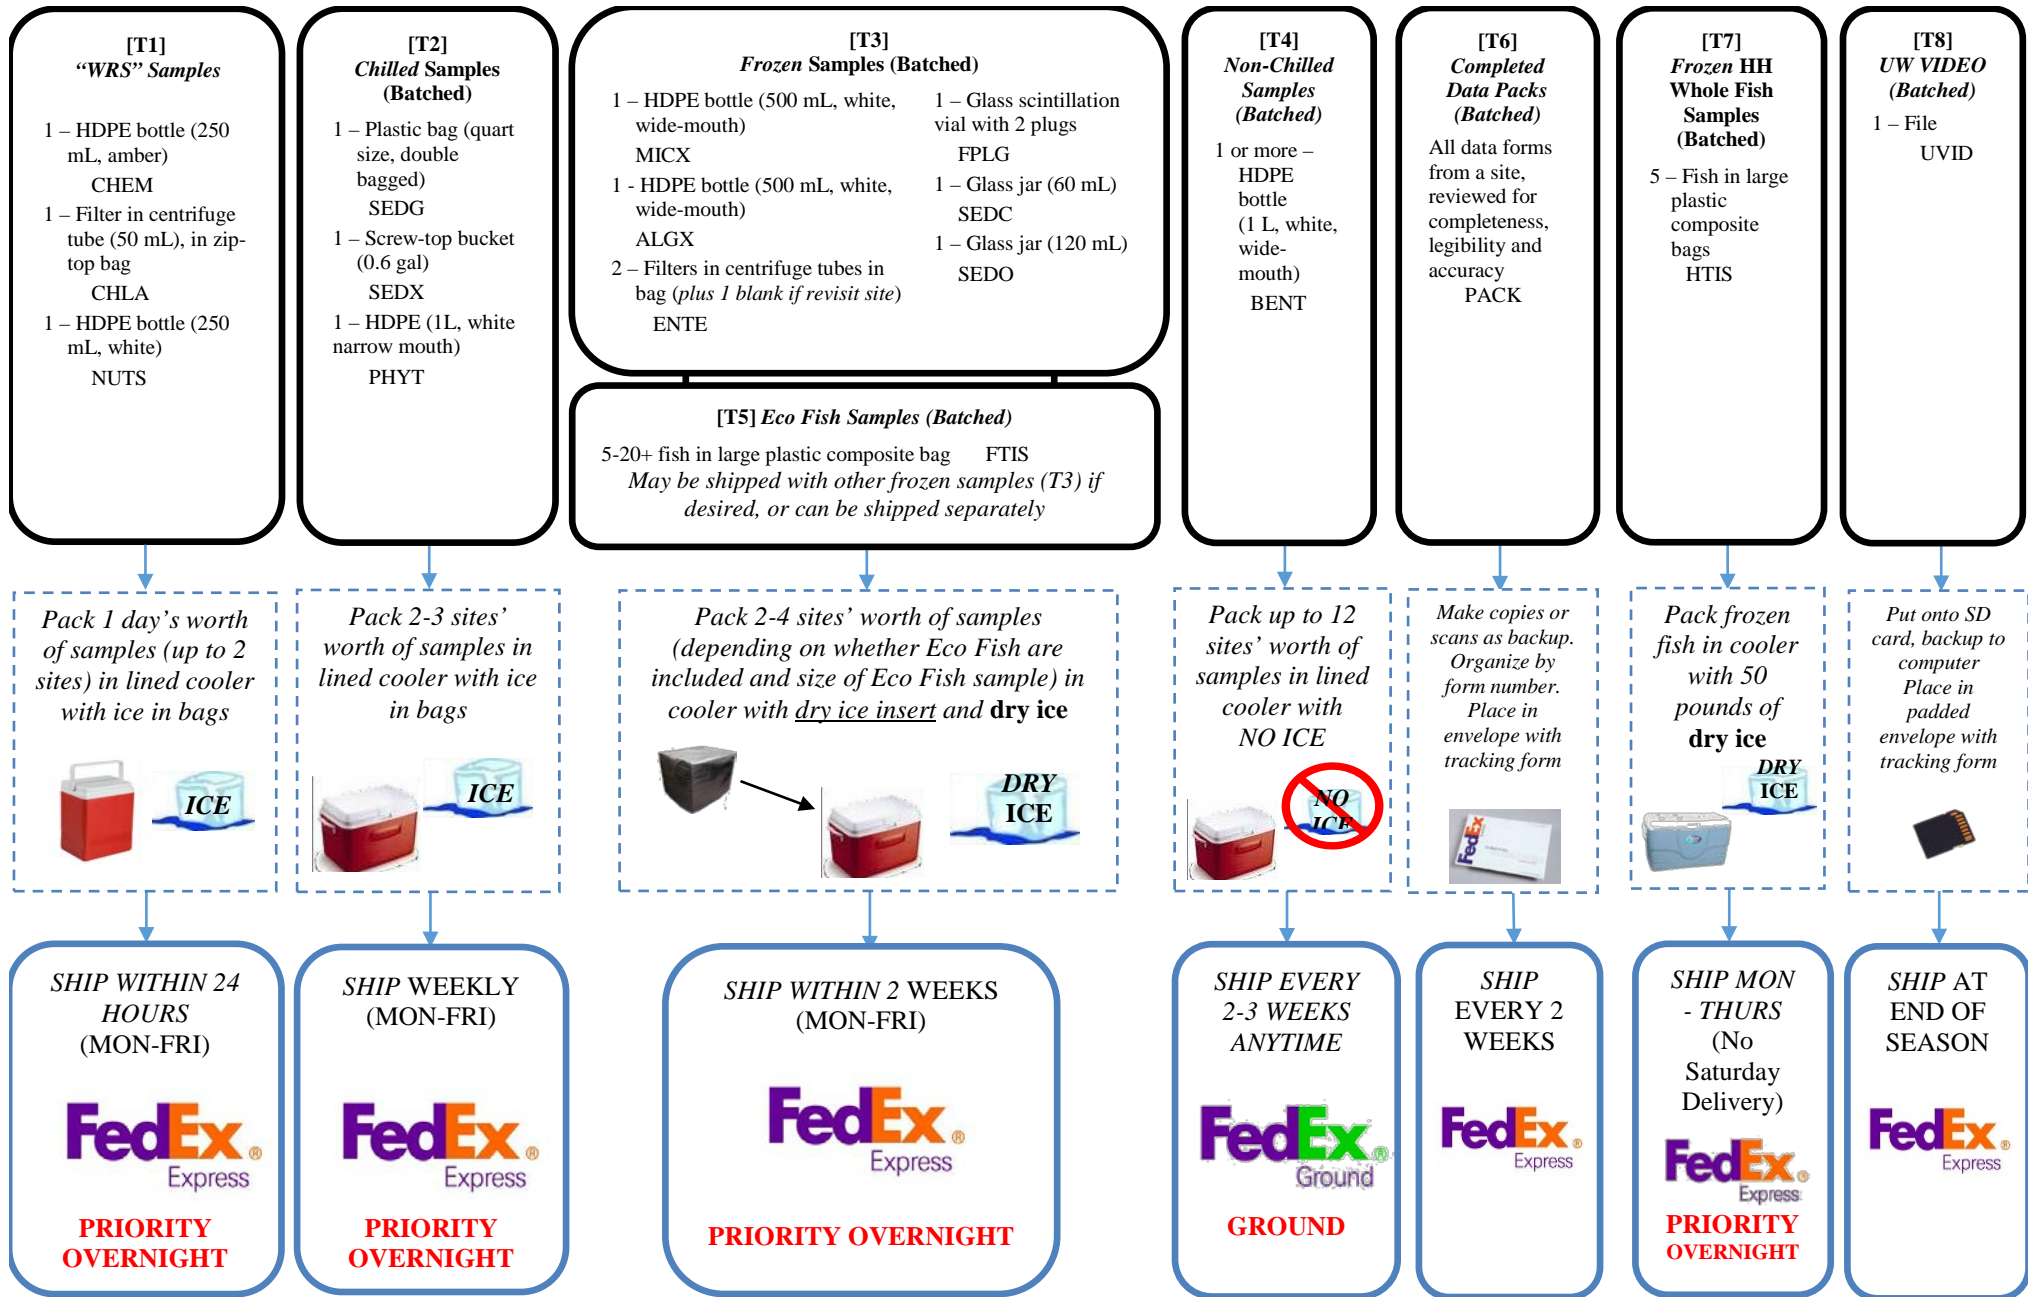 [T1]
“WRS” Samples
1 – HDPE bottle (250
mL, amber)
CHEM
1 – Filter in centrifuge
tube (50 mL), in zip-
top bag
CHLA
1 – HDPE bottle (250
mL, white)
NUTS
[T2]
Chilled Samples
(Batched)
1 – Plastic bag (quart
size, double
bagged)
SEDG
1 – Screw-top bucket
(0.6 gal)
SEDX
1 – HDPE (1L, white
narrow mouth)
PHYT
[T3]
Frozen Samples (Batched)
1 – HDPE bottle (500 mL, white,
wide-mouth)
MICX
1 - HDPE bottle (500 mL, white,
wide-mouth)
ALGX
2 – Filters in centrifuge tubes in
bag (plus 1 blank if revisit site)
ENTE
1 – Glass scintillation
vial with 2 plugs
FPLG
1 – Glass jar (60 mL)
SEDC
1 – Glass jar (120 mL)
SEDO
[T5] Eco Fish Samples (Batched)
5-20+ fish in large plastic composite bag FTIS
May be shipped with other frozen samples (T3) if
desired, or can be shipped separately
[T4]
Non-Chilled
Samples
(Batched)
1 or more –
HDPE
bottle
(1 L, white,
wide-
mouth)
BENT
[T6]
Completed
Data Packs
(Batched)
All data forms
from a site,
reviewed for
completeness,
legibility and
accuracy
PACK
[T7]
Frozen HH
Whole Fish
Samples
(Batched)
5 – Fish in large
plastic
composite
bags
HTIS
[T8]
UW VIDEO
(Batched)
1 – File
UVID
Pack 1 day’s worth
of samples (up to 2
sites) in lined cooler
with ice in bags
ICE
Pack 2-3 sites’
worth of samples in
lined cooler with ice
in bags
ICE
Pack 2-4 sites’ worth of samples
(depending on whether Eco Fish are
included and size of Eco Fish sample) in
cooler with dry ice insert and dry ice
DRY
ICE
Pack up to 12
sites’ worth of
samples in lined
cooler with
NO ICE
NO
ICE
Make copies or
scans as backup.
Organize by
form number.
Place in
envelope with
tracking form
FedEx
Pack frozen
fish in cooler
with 50
pounds of
dry ice
DRY
ICE
Put onto SD
card, backup to
computer
Place in
padded
envelope with
tracking form
SHIP WITHIN 24
HOURS
(MON-FRI)
FedEx®
Express
PRIORITY
OVERNIGHT
SHIP WEEKLY
(MON-FRI)
FedEx®
Express
PRIORITY
OVERNIGHT
SHIP WITHIN 2 WEEKS
(MON-FRI)
FedEx®
Express
PRIORITY OVERNIGHT
SHIP EVERY
2-3 WEEKS
ANYTIME
FedEx®
Ground
GROUND
SHIP
EVERY 2
WEEKS
FedEx®
Express
SHIP MON
- THURS
(No
Saturday
Delivery)
FedEx®
Express
PRIORITY
OVERNIGHT
SHIP AT
END OF
SEASON
FedEx®
Express